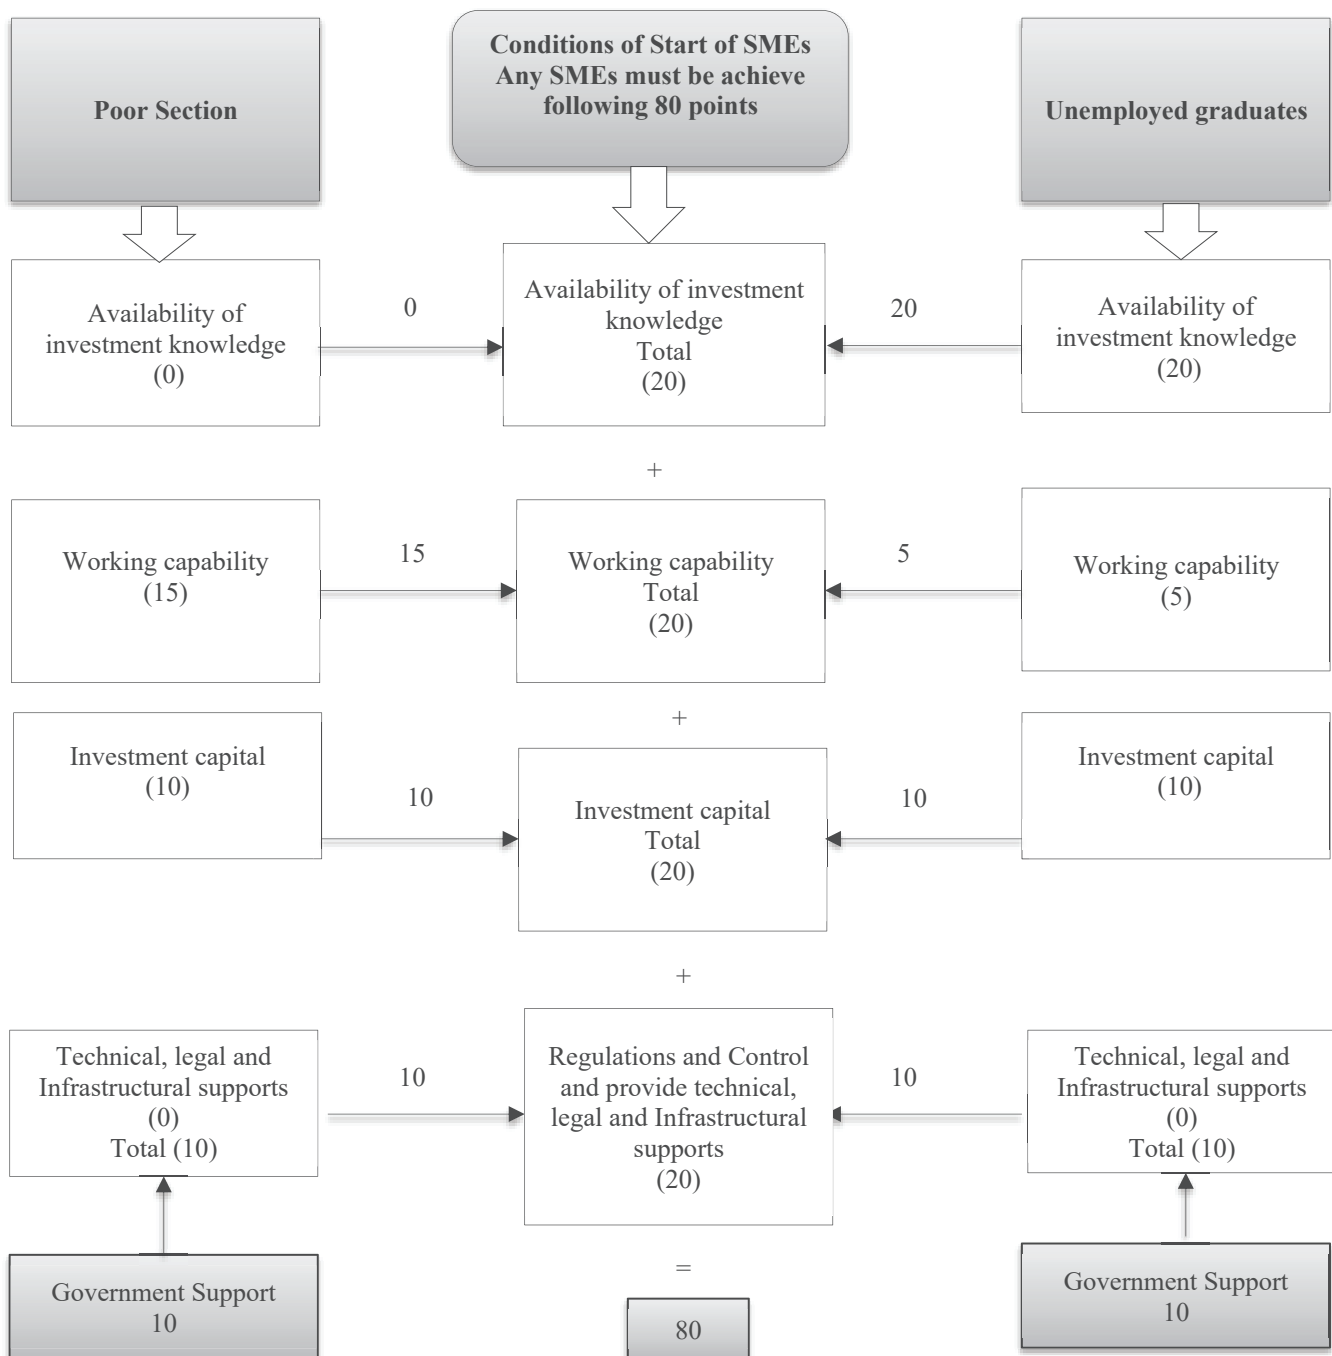 Poor Section
Conditions of Start of SMEs
Any SMEs must be achieve
following 80 points
Unemployed graduates
Availability of
investment knowledge
(0)
0
Availability of investment
knowledge
Total
(20)
20
Availability of
investment knowledge
(20)
+
Working capability
(15)
15
Working capability
Total
(20)
5
Working capability
(5)
+
Investment capital
(10)
10
Investment capital
Total
(20)
10
Investment capital
(10)
+
Technical, legal and
Infrastructural supports
(0)
Total (10)
10
Regulations and Control
and provide technical,
legal and Infrastructural
supports
(20)
10
Technical, legal and
Infrastructural supports
(0)
Total (10)
Government Support
10
=
80
Government Support
10